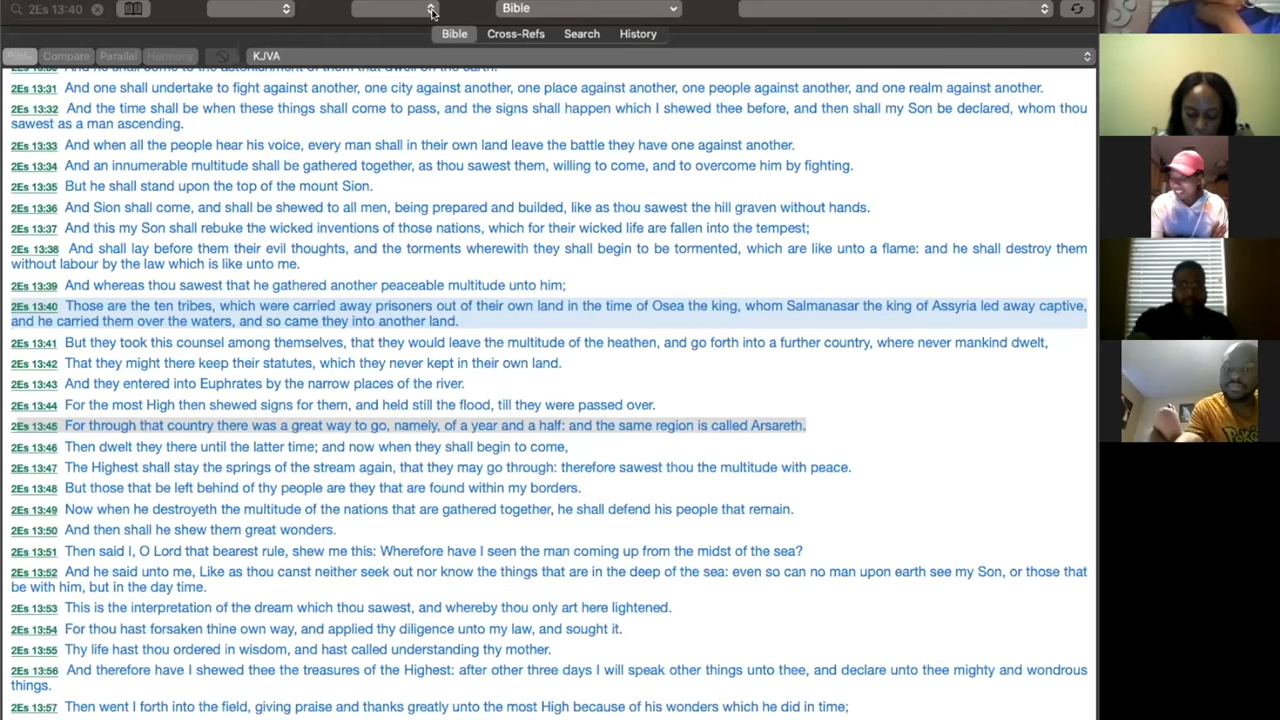 2Es 13:40
Bible
Bible Cross-Refs Search History
Bible Compare Parallel Harmony KJVA
2Es 13:31 And one shall undertake to fight against another, one city against another, one place against another, one people against another, and one realm against another.
2Es 13:32 And the time shall be when these things shall come to pass, and the signs shall happen which I shewed thee before, and then shall my Son be declared, whom thou
sawest as a man ascending.
2Es 13:33 And when all the people hear his voice, every man shall in their own land leave the battle they have one against another.
2Es 13:34 And an innumerable multitude shall be gathered together, as thou sawest them, willing to come, and to overcome him by fighting.
2Es 13:35 But he shall stand upon the top of the mount Sion.
2Es 13:36 And Sion shall come, and shall be shewed to all men, being prepared and builded, like as thou sawest the hill graven without hands.
2Es 13:37 And this my Son shall rebuke the wicked inventions of those nations, which for their wicked life are fallen into the tempest;
2Es 13:38 And shall lay before them their evil thoughts, and the torments wherewith they shall begin to be tormented, which are like unto a flame: and he shall destroy them
without labour by the law which is like unto me.
2Es 13:39 And whereas thou sawest that he gathered another peaceable multitude unto him;
2Es 13:40 Those are the ten tribes, which were carried away prisoners out of their own land in the time of Osea the king, whom Salmanasar the king of Assyria led away captive,
and he carried them over the waters, and so came they into another land.
2Es 13:41 But they took this counsel among themselves, that they would leave the multitude of the heathen, and go forth into a further country, where never mankind dwelt,
2Es 13:42 That they might there keep their statutes, which they never kept in their own land.
2Es 13:43 And they entered into Euphrates by the narrow places of the river.
2Es 13:44 For the most High then shewed signs for them, and held still the flood, till they were passed over.
2Es 13:45 For through that country there was a great way to go, namely, of a year and a half: and the same region is called Arsareth.
2Es 13:46 Then dwelt they there until the latter time; and now when they shall begin to come,
2Es 13:47 The Highest shall stay the springs of the stream again, that they may go through: therefore sawest thou the multitude with peace.
2Es 13:48 But those that be left behind of thy people are they that are found within my borders.
2Es 13:49 Now when he destroyeth the multitude of the nations that are gathered together, he shall defend his people that remain.
2Es 13:50 And then shall he shew them great wonders.
2Es 13:51 Then said I, O Lord that bearest rule, shew me this: Wherefore have I seen the man coming up from the midst of the sea?
2Es 13:52 And he said unto me, Like as thou canst neither seek out nor know the things that are in the deep of the sea: even so can no man upon earth see my Son, or those that
be with him, but in the day time.
2Es 13:53 This is the interpretation of the dream which thou sawest, and whereby thou only art here lightened.
2Es 13:54 For thou hast forsaken thine own way, and applied thy diligence unto my law, and sought it.
2Es 13:55 Thy life hast thou ordered in wisdom, and hast called understanding thy mother.
2Es 13:56 And therefore have I shewed thee the treasures of the Highest: after other three days I will speak other things unto thee, and declare unto thee mighty and wondrous
things.
2Es 13:57 Then went I forth into the field, giving praise and thanks greatly unto the most High because of his wonders which he did in time;